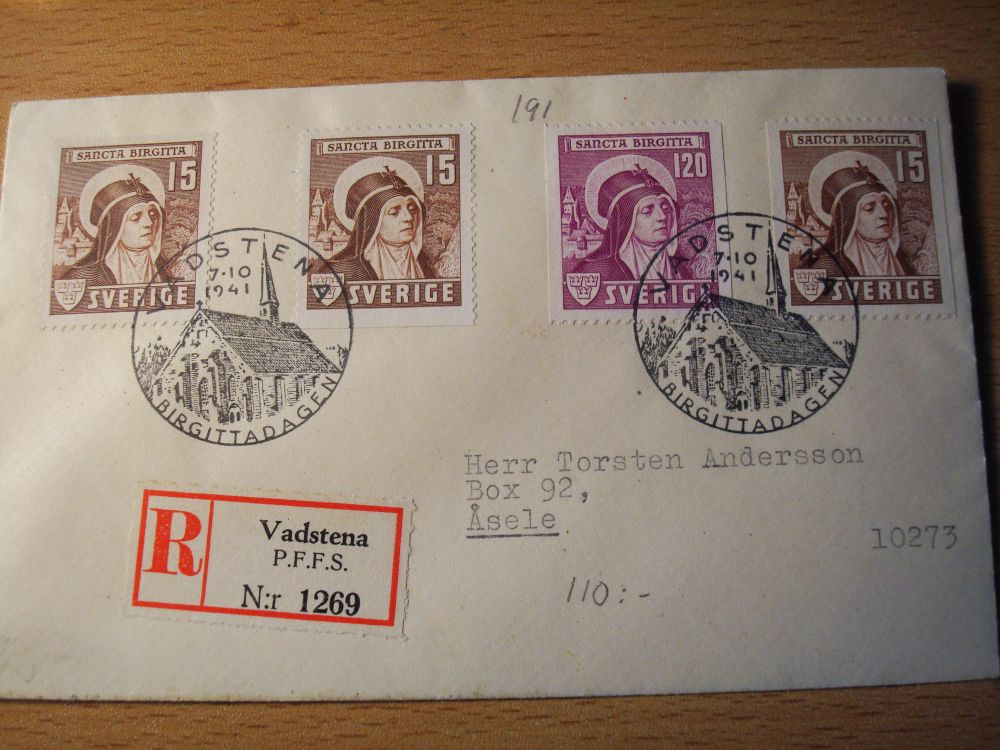 191
SANCTA BIRGITTA
15
SVERIGE
SANCTA BIRGITTA
15
SVERIGE
SANCTA BIRGITTA
120
SVERIGE
SANCTA BIRGITTA
15
SVERIGE
VADSTENA
7·10
1941
BIRGITTADAGEN
VADSTENA
7·10
1941
BIRGITTADAGEN
Herr Torsten Andersson
Box 92,
Åsele
10273
R
Vadstena
P.F.F.S.
N:r 1269
110:-